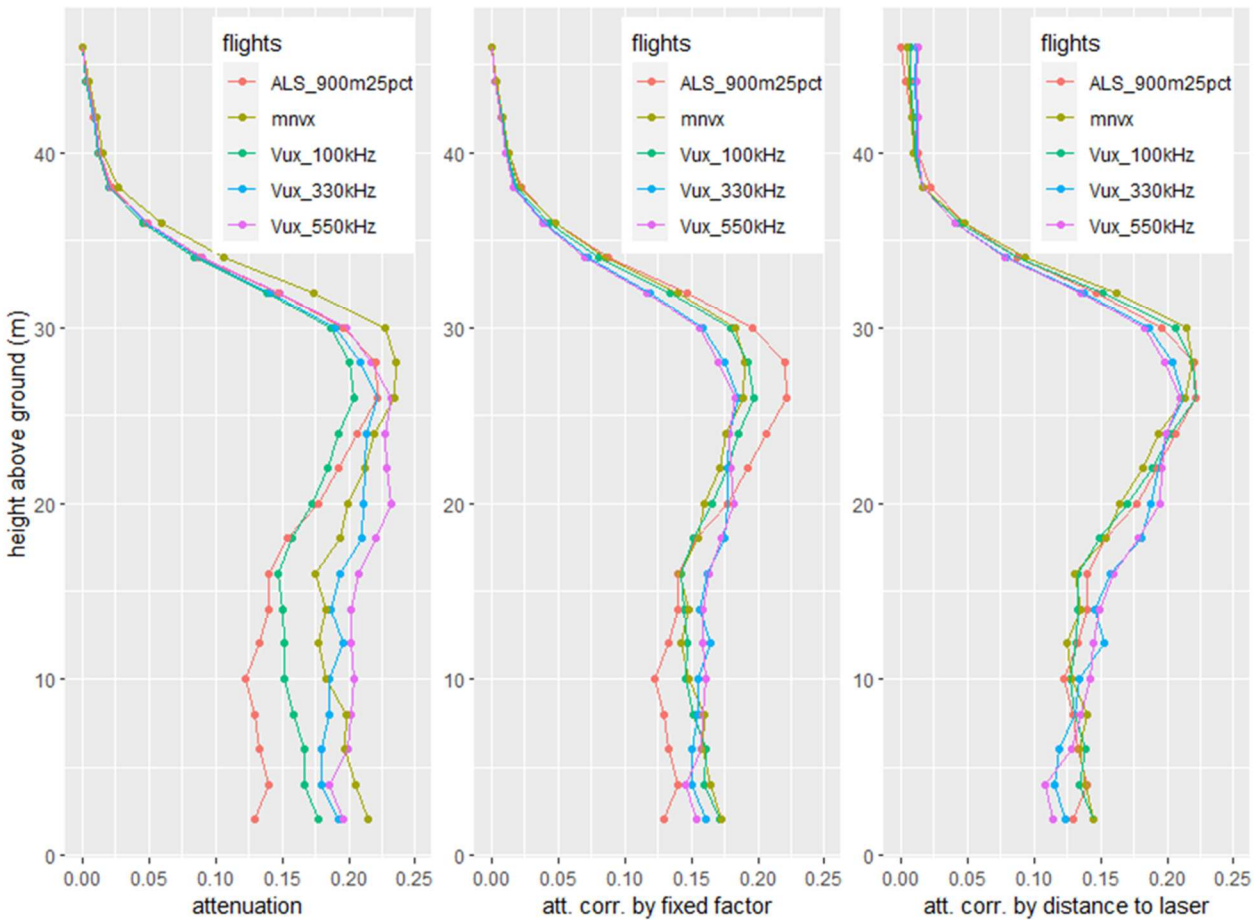 flights
ALS_900m25pct
mnvx
Vux_100kHz
Vux_330kHz
Vux_550kHz
flights
ALS_900m25pct
mnvx
Vux_100kHz
Vux_330kHz
Vux_550kHz
flights
ALS_900m25pct
mnvx
Vux_100kHz
Vux_330kHz
Vux_550kHz
height above ground (m)
40
30
20
10
0
40
30
20
10
0
40
30
20
10
0
0.00 0.05 0.10 0.15 0.20 0.25
0.00 0.05 0.10 0.15 0.20 0.25
0.00 0.05 0.10 0.15 0.20 0.25
attenuation
att. corr. by fixed factor
att. corr. by distance to laser